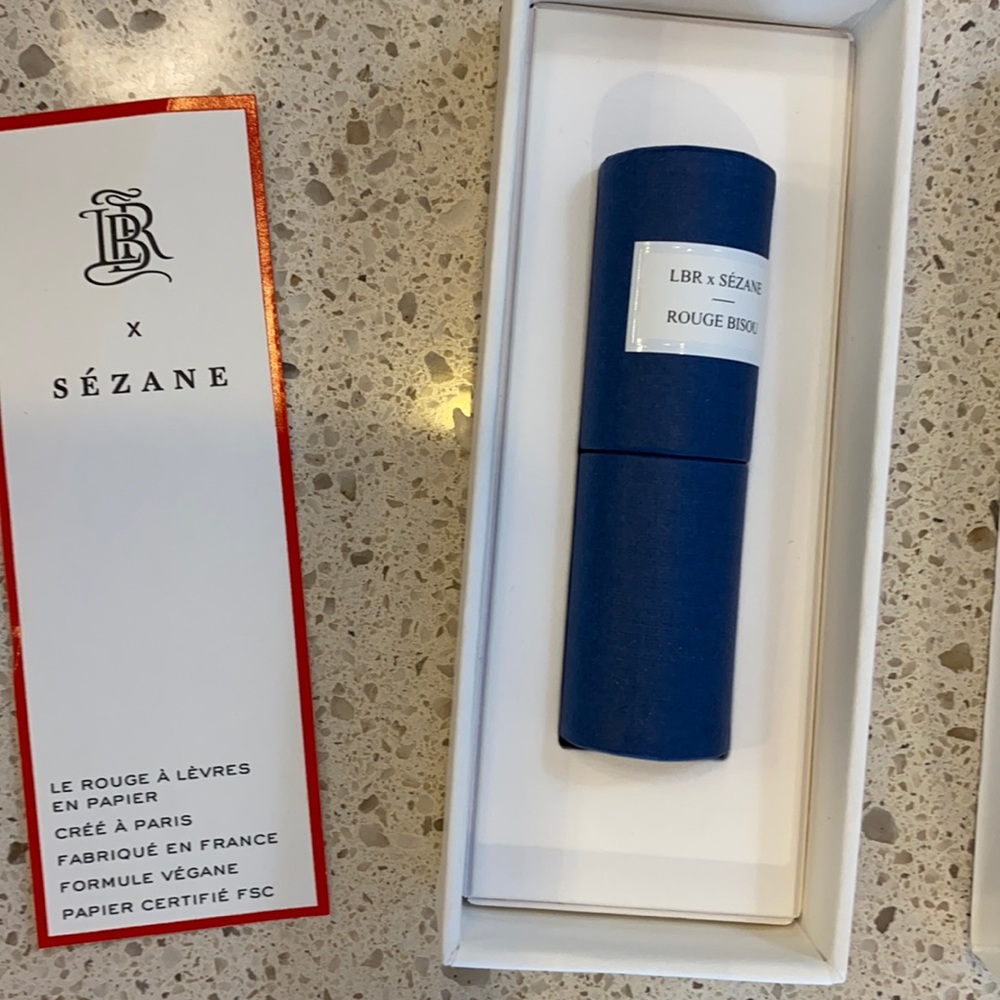 LBR
x
SÉZANE
LE ROUGE À LÈVRES
EN PAPIER
CRÉÉ À PARIS
FABRIQUÉ EN FRANCE
FORMULE VÉGANE
PAPIER CERTIFIÉ FSC
LBR x SÉZANE
ROUGE BISOU